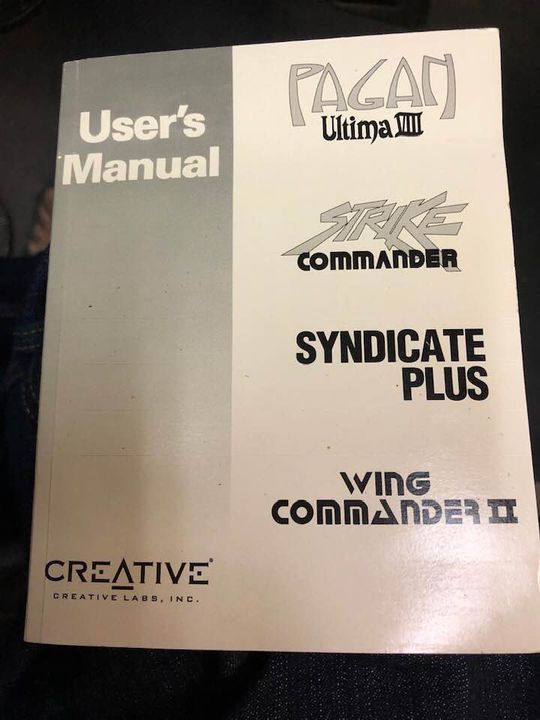 User's
Manual
PAGAN
Ultima VIII
STRIKE
COMMANDER
SYNDICATE
PLUS
WING
COMMANDER II
CREATIVE®
CREATIVE LABS, INC.